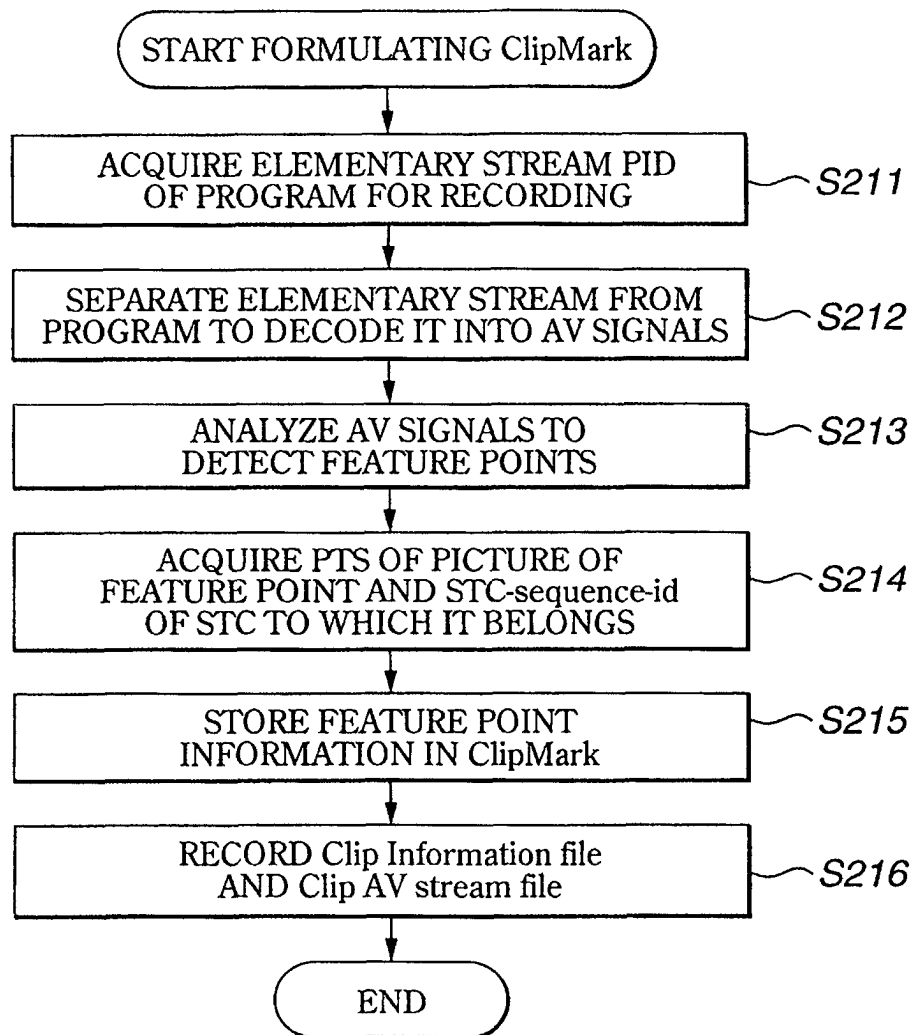 START FORMULATING ClipMark
ACQUIRE ELEMENTARY STREAM PID
OF PROGRAM FOR RECORDING
S211
SEPARATE ELEMENTARY STREAM FROM
PROGRAM TO DECODE IT INTO AV SIGNALS
S212
ANALYZE AV SIGNALS TO
DETECT FEATURE POINTS
S213
ACQUIRE PTS OF PICTURE OF
FEATURE POINT AND STC-sequence-id
OF STC TO WHICH IT BELONGS
S214
STORE FEATURE POINT
INFORMATION IN ClipMark
S215
RECORD Clip Information file
AND Clip AV stream file
S216
END